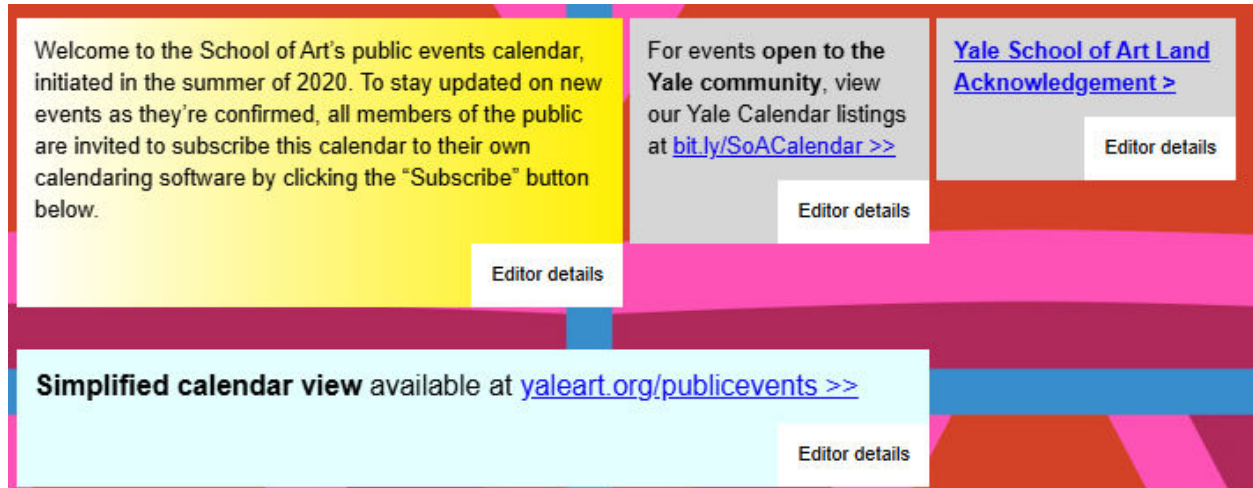 Welcome to the School of Art’s public events calendar,
initiated in the summer of 2020. To stay updated on new
events as they’re confirmed, all members of the public
are invited to subscribe this calendar to their own
calendaring software by clicking the “Subscribe” button
below.
Editor details
For events open to the
Yale community, view
our Yale Calendar listings
at bit.ly/SoACalendar >>
Editor details
Yale School of Art Land
Acknowledgement >
Editor details
Simplified calendar view available at yaleart.org/publicevents >>
Editor details